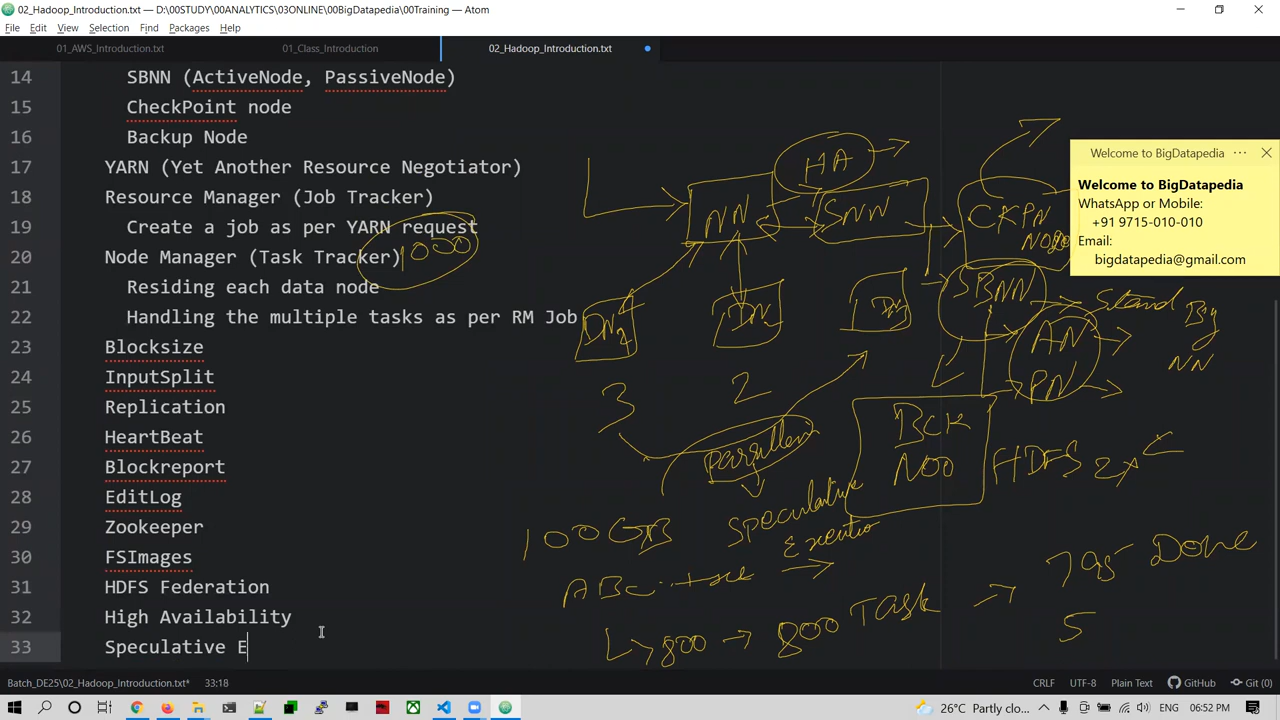 02_Hadoop_Introduction.txt — D:\00STUDY\00ANALYTICS\03ONLINE\00BigDatapedia\00Training — Atom
File Edit View Selection Find Packages Help
01_AWS_Introduction.txt 01_Class_Introduction 02_Hadoop_Introduction.txt
14 SBNN (ActiveNode, PassiveNode)
15 CheckPoint node
16 Backup Node
17 YARN (Yet Another Resource Negotiator)
18 Resource Manager (Job Tracker)
19 Create a job as per YARN request
20 Node Manager (Task Tracker)
21 Residing each data node
22 Handling the multiple tasks as per RM Job
23 Blocksize
24 InputSplit
25 Replication
26 HeartBeat
27 Blockreport
28 EditLog
29 Zookeeper
30 FSImages
31 HDFS Federation
32 High Availability
33 Speculative E
1000
HA
NN SNN CKPN
Node
DN DN DN
SBNN
Stand By
NN
AN
PN
3 2
parallel
BCK
NOD
HDFS 2x
100GB
Speculative
Executio
ABC.txt
800 → 800 Task
795 Done
5
Welcome to BigDatapedia
Welcome to BigDatapedia
WhatsApp or Mobile:
+91 9715-010-010
Email:
bigdatapedia@gmail.com
Batch_DE25\02_Hadoop_Introduction.txt* 33:18 CRLF UTF-8 Plain Text GitHub Git (0)
26°C Partly clo... ENG 06:52 PM